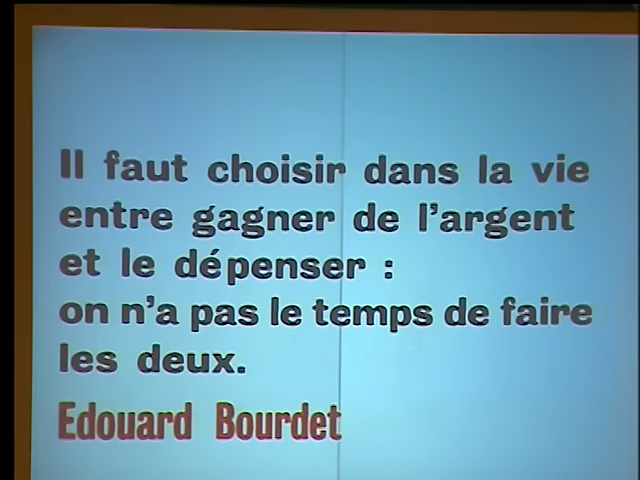 Il faut choisir dans la vie
entre gagner de l'argent
et le dépenser :
on n'a pas le temps de faire
les deux.
Edouard Bourdet